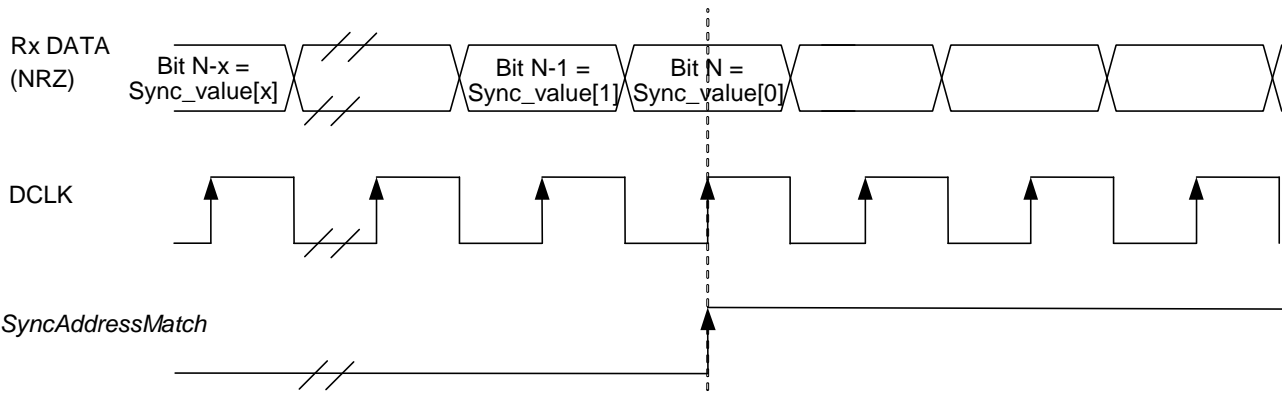 Rx DATA
(NRZ)
Bit N-x =
Sync_value[x]
Bit N-1 =
Sync_value[1]
Bit N =
Sync_value[0]
DCLK
SyncAddressMatch